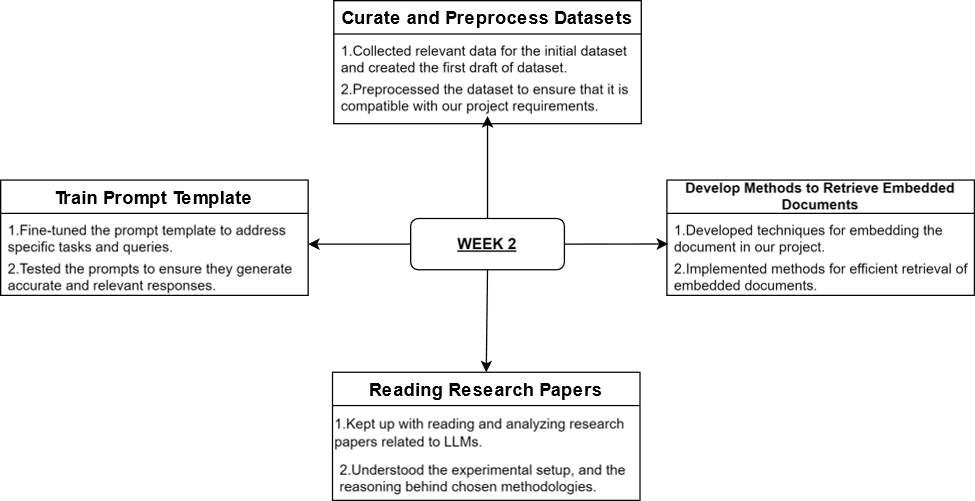 Curate and Preprocess Datasets
1.Collected relevant data for the initial dataset
and created the first draft of dataset.
2.Preprocessed the dataset to ensure that it is
compatible with our project requirements.
Train Prompt Template
1.Fine-tuned the prompt template to address
specific tasks and queries.
2.Tested the prompts to ensure they generate
accurate and relevant responses.
WEEK 2
Develop Methods to Retrieve Embedded
Documents
1.Developed techniques for embedding the
document in our project.
2.Implemented methods for efficient retrieval of
embedded documents.
Reading Research Papers
1.Kept up with reading and analyzing research
papers related to LLMs.
2.Understood the experimental setup, and the
reasoning behind chosen methodologies.